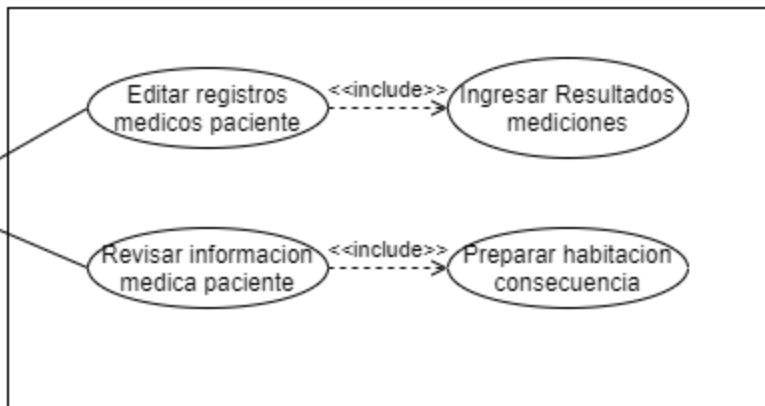 Editar registros
medicos paciente
<<include>>
Ingresar Resultados
mediciones
Revisar informacion
medica paciente
<<include>>
Preparar habitacion
consecuencia